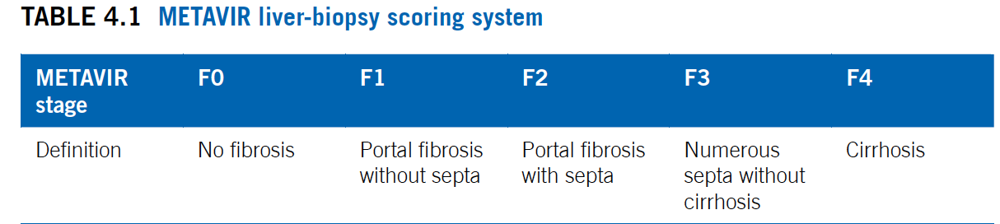 TABLE 4.1 METAVIR liver-biopsy scoring system
METAVIR stage F0 F1 F2 F3 F4
Definition No fibrosis Portal fibrosis without septa Portal fibrosis with septa Numerous septa without cirrhosis Cirrhosis